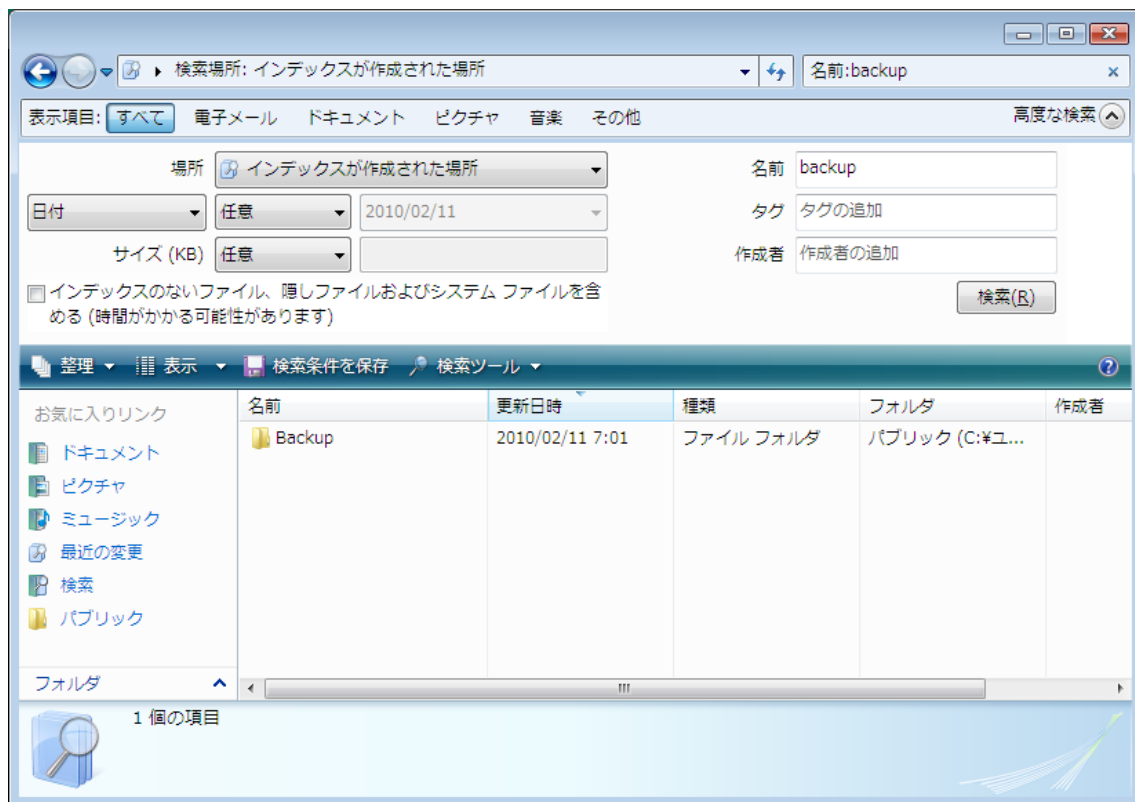 検索場所: インデックスが作成された場所
名前:backup
表示項目: すべて 電子メール ドキュメント ピクチャ 音楽 その他 高度な検索
場所 インデックスが作成された場所 名前 backup
日付 任意 2010/02/11 タグ タグの追加
サイズ (KB) 任意 作成者 作成者の追加
インデックスのないファイル、隠しファイルおよびシステム ファイルを含
める (時間がかかる可能性があります)
検索(R)
整理 表示 検索条件を保存 検索ツール
お気に入りリンク
ドキュメント
ピクチャ
ミュージック
最近の変更
検索
パブリック
フォルダ
名前 更新日時 種類 フォルダ 作成者
Backup 2010/02/11 7:01 ファイル フォルダ パブリック (C:¥ユ...
1 個の項目